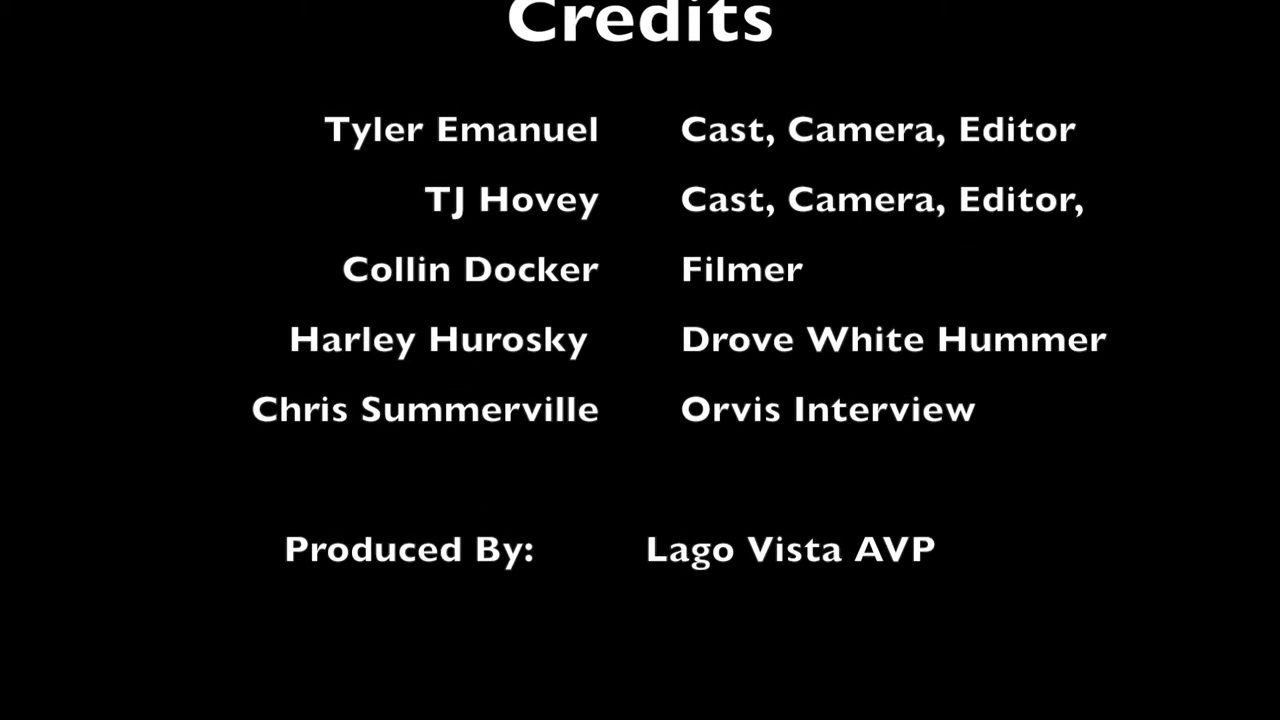 Credits
Tyler Emanuel Cast, Camera, Editor
TJ Hovey Cast, Camera, Editor,
Collin Docker Filmer
Harley Hurosky Drove White Hummer
Chris Summerville Orvis Interview
Produced By: Lago Vista AVP